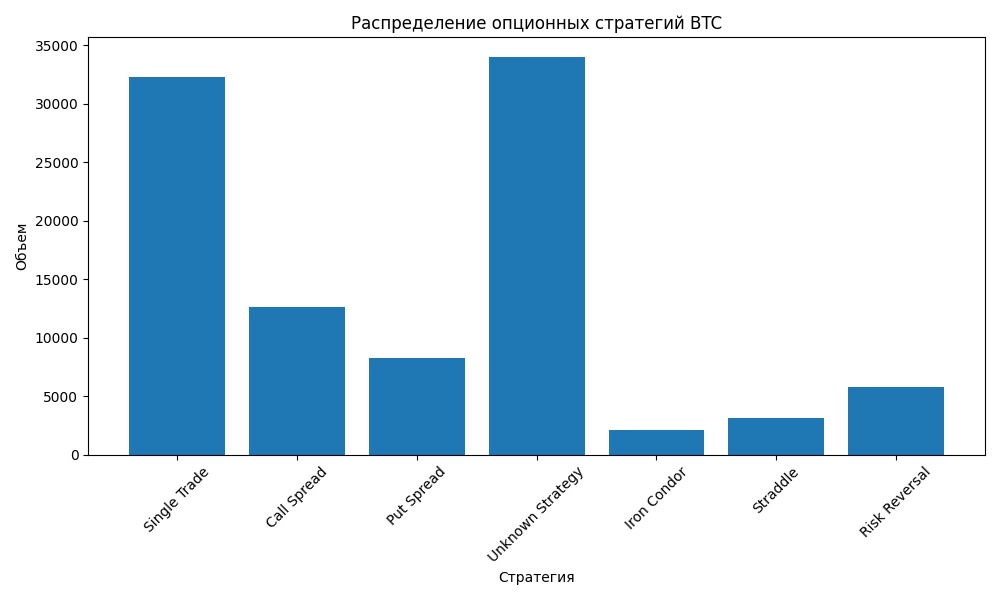 Распределение опционных стратегий BTC
Объем
35000
30000
25000
20000
15000
10000
5000
0
Single Trade
Call Spread
Put Spread
Unknown Strategy
Iron Condor
Straddle
Risk Reversal
Стратегия